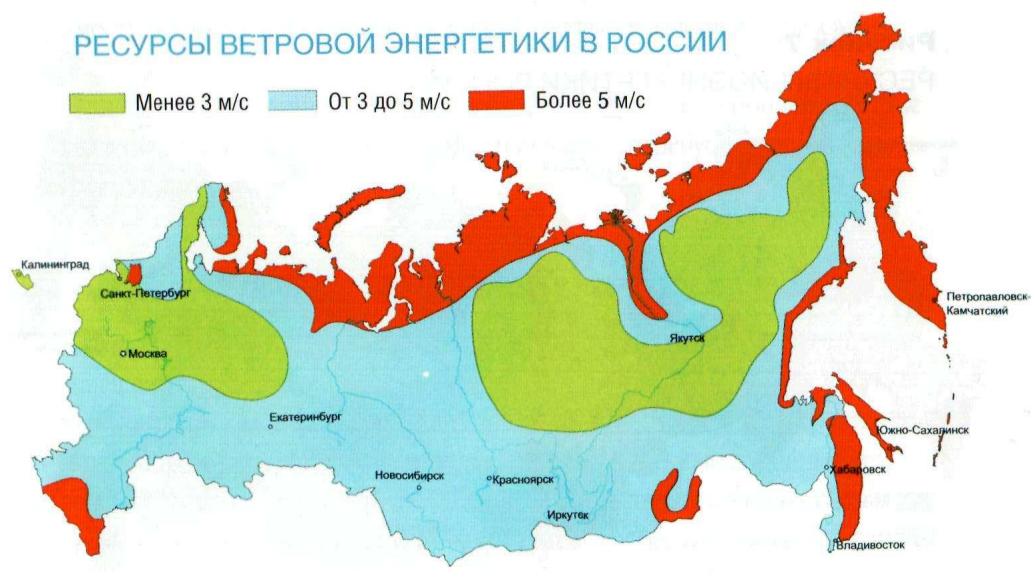 РЕСУРСЫ ВЕТРОВОЙ ЭНЕРГЕТИКИ В РОССИИ
Менее 3 м/с
От 3 до 5 м/с
Более 5 м/с
Калининград
Санкт-Петербург
Москва
Екатеринбург
Новосибирск
Красноярск
Иркутск
Якутск
Петропавловск-
Камчатский
Южно-Сахалинск
Хабаровск
Владивосток